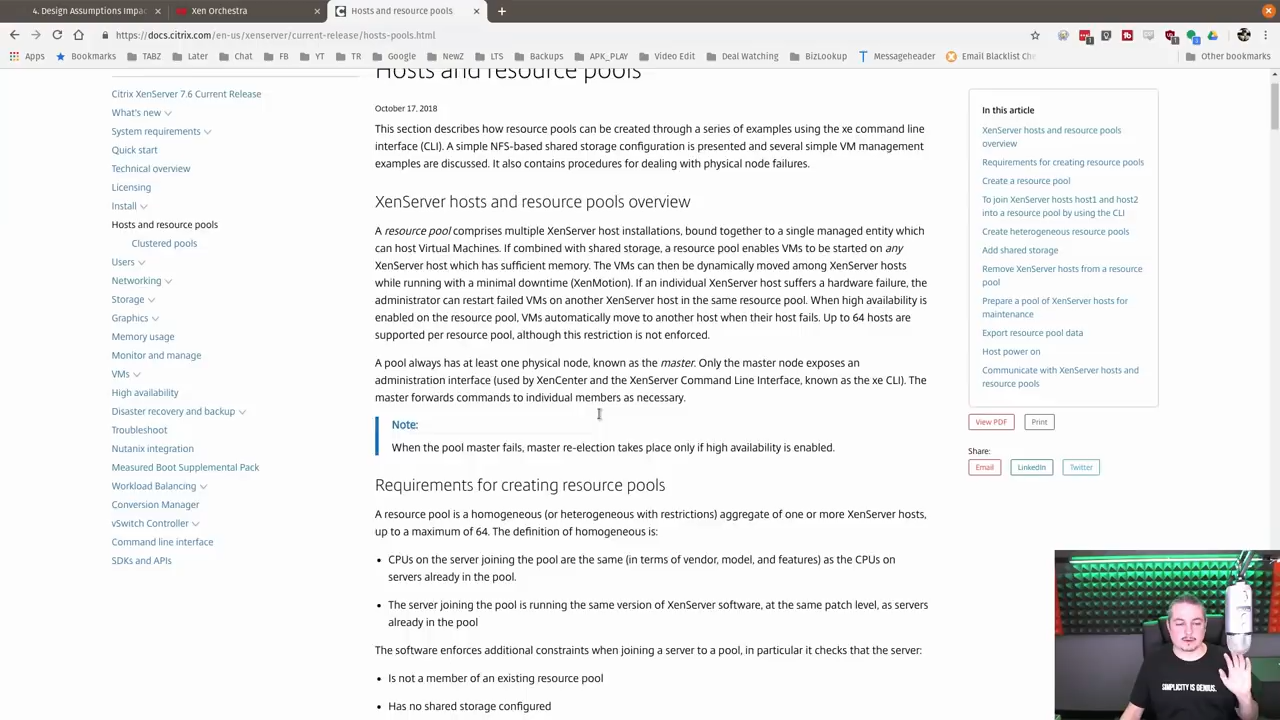 4. Design Assumptions Impac
Xen Orchestra
Hosts and resource pools
https://docs.citrix.com/en-us/xenserver/current-release/hosts-pools.html
Apps
Bookmarks
TABZ
Later
Chat
FB
YT
TR
Google
NewZ
LTS
Backups
APK_PLAY
Video Edit
Deal Watching
BizLookup
Messageheader
Email Blacklist Che
Other bookmarks
Citrix XenServer 7.6 Current Release
What's new
System requirements
Quick start
Technical overview
Licensing
Install
Hosts and resource pools
Clustered pools
Users
Networking
Storage
Graphics
Memory usage
Monitor and manage
VMs
High availability
Disaster recovery and backup
Troubleshoot
Nutanix integration
Measured Boot Supplemental Pack
Workload Balancing
Conversion Manager
vSwitch Controller
Command line interface
SDKs and APIs
Hosts and resource pools
October 17, 2018
This section describes how resource pools can be created through a series of examples using the xe command line
interface (CLI). A simple NFS-based shared storage configuration is presented and several simple VM management
examples are discussed. It also contains procedures for dealing with physical node failures.
XenServer hosts and resource pools overview
A resource pool comprises multiple XenServer host installations, bound together to a single managed entity which
can host Virtual Machines. If combined with shared storage, a resource pool enables VMs to be started on any
XenServer host which has sufficient memory. The VMs can then be dynamically moved among XenServer hosts
while running with a minimal downtime (XenMotion). If an individual XenServer host suffers a hardware failure, the
administrator can restart failed VMs on another XenServer host in the same resource pool. When high availability is
enabled on the resource pool, VMs automatically move to another host when their host fails. Up to 64 hosts are
supported per resource pool, although this restriction is not enforced.
A pool always has at least one physical node, known as the master. Only the master node exposes an
administration interface (used by XenCenter and the XenServer Command Line Interface, known as the xe CLI). The
master forwards commands to individual members as necessary.
Note:
When the pool master fails, master re-election takes place only if high availability is enabled.
Requirements for creating resource pools
A resource pool is a homogeneous (or heterogeneous with restrictions) aggregate of one or more XenServer hosts,
up to a maximum of 64. The definition of homogeneous is:
• CPUs on the server joining the pool are the same (in terms of vendor, model, and features) as the CPUs on
servers already in the pool.
• The server joining the pool is running the same version of XenServer software, at the same patch level, as servers
already in the pool
The software enforces additional constraints when joining a server to a pool, in particular it checks that the server:
• Is not a member of an existing resource pool
• Has no shared storage configured
In this article
XenServer hosts and resource pools
overview
Requirements for creating resource pools
Create a resource pool
To join XenServer hosts host1 and host2
into a resource pool by using the CLI
Create heterogeneous resource pools
Add shared storage
Remove XenServer hosts from a resource
pool
Prepare a pool of XenServer hosts for
maintenance
Export resource pool data
Host power on
Communicate with XenServer hosts and
resource pools
View PDF
Print
Share:
Email
LinkedIn
Twitter
SIMPLICITY IS GENIUS.